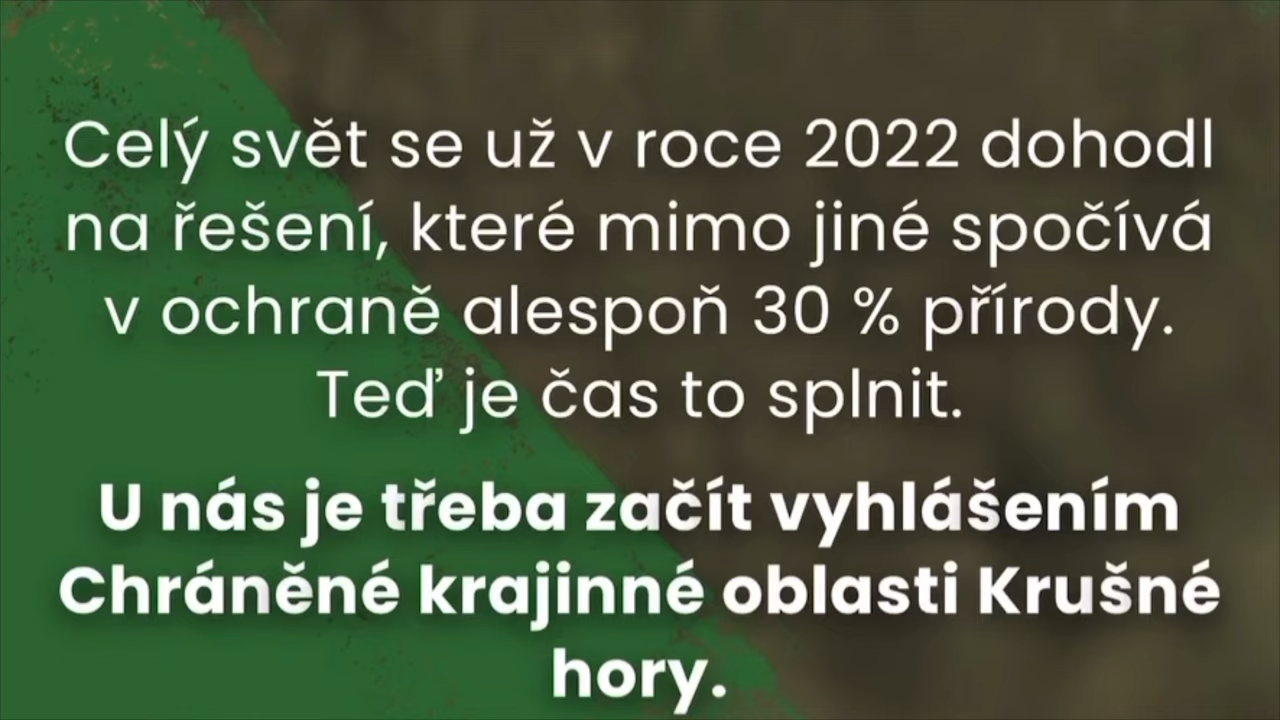 Celý svět se už v roce 2022 dohodl
na řešení, které mimo jiné spočívá
v ochraně alespoň 30 % přírody.
Teď je čas to splnit.
U nás je třeba začít vyhlášením
Chráněné krajinné oblasti Krušné
hory.